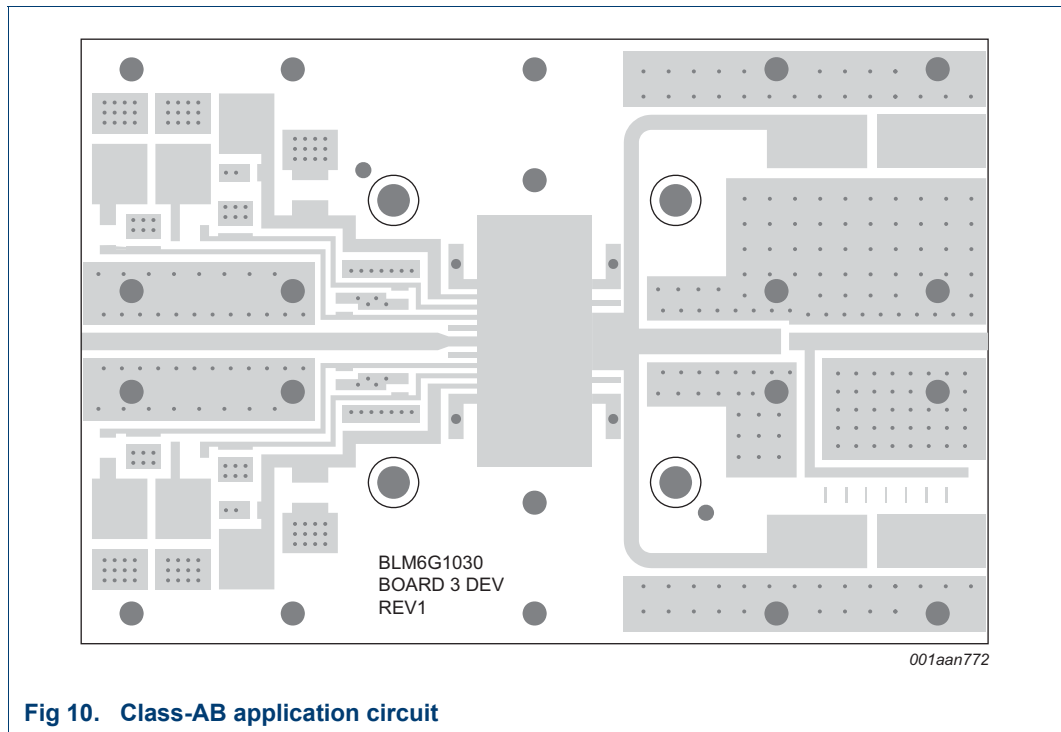 BLM6G1030
BOARD 3 DEV
REV1
001aan772
Fig 10. Class-AB application circuit